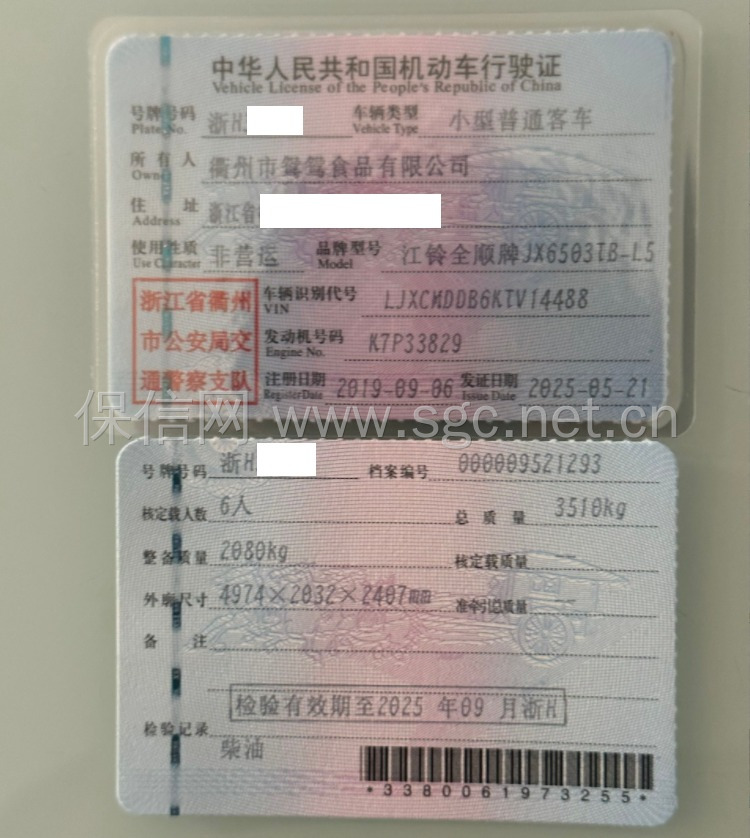 中华人民共和国机动车行驶证
Vehicle License of the People's Republic of China
号牌号码 浙H 车辆类型 小型普通客车
Plate No. Vehicle Type
所有人 衢州市鸳鸳食品有限公司
Owner
住址 浙江省
Address
使用性质 非营运 品牌型号 江铃全顺牌JX6503TB-L5
Use Character Model
浙江省衢州 车辆识别代号 LJXCMDDB6KTV14488
VIN
市公安局交 发动机号码 K7P33829
Engine No.
通警察支队 注册日期 2019-09-06 发证日期 2025-05-21
Register Date Issue Date
保信网 www.sgc.net.cn
号牌号码 浙H 档案编号 000009521293
核定载人数 6人 总质量 3510kg
整备质量 2080kg 核定载质量
外廓尺寸 4974×2032×2407mm 准牵引总质量
备注
检验有效期至2025年09月浙H
检验记录
柴油
*3380061973255*